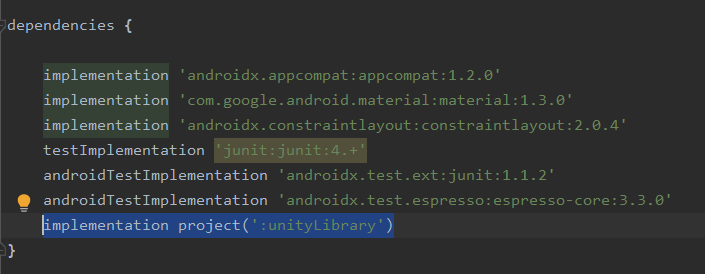 dependencies {
implementation 'androidx.appcompat:appcompat:1.2.0'
implementation 'com.google.android.material:material:1.3.0'
implementation 'androidx.constraintlayout:constraintlayout:2.0.4'
testImplementation 'junit:junit:4.+'
androidTestImplementation 'androidx.test.ext:junit:1.1.2'
androidTestImplementation 'androidx.test.espresso:espresso-core:3.3.0'
implementation project(':unityLibrary')
}